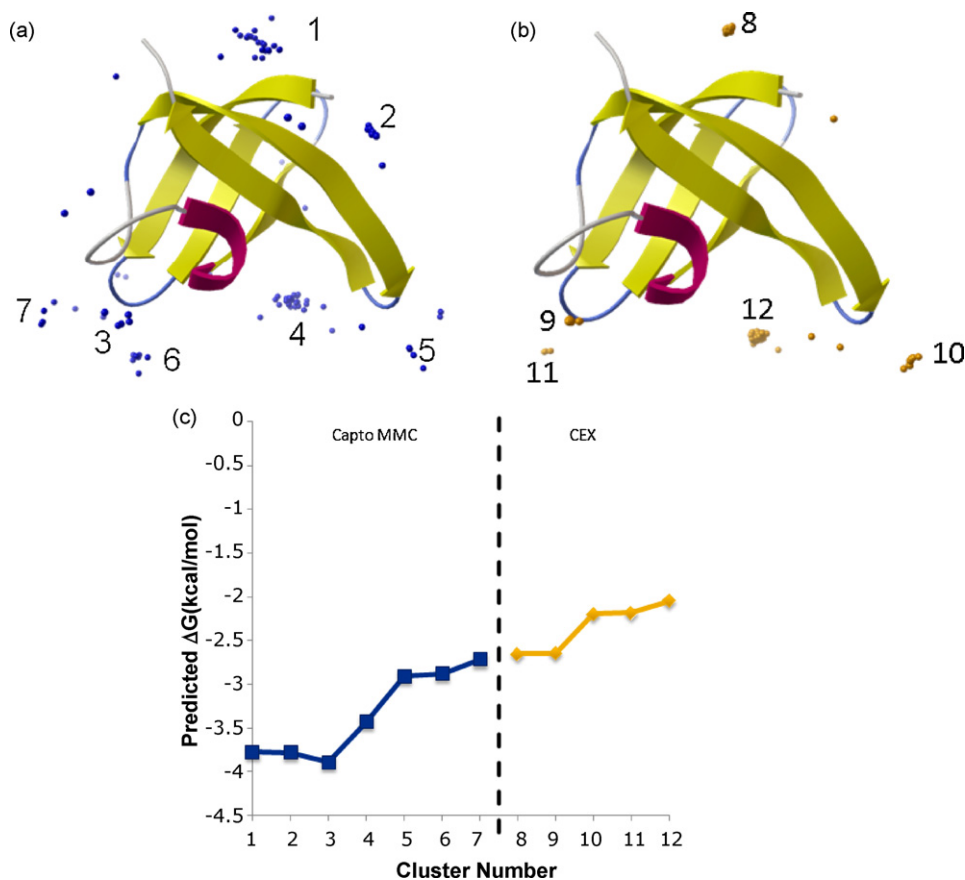 (a)
1
2
3
4
5
6
7
(b)
8
9
10
11
12
(c)
Capto MMC
CEX
0
-0.5
-1
-1.5
-2
-2.5
-3
-3.5
-4
-4.5
Predicted ΔG(kcal/mol)
1 2 3 4 5 6 7 8 9 10 11 12
Cluster Number